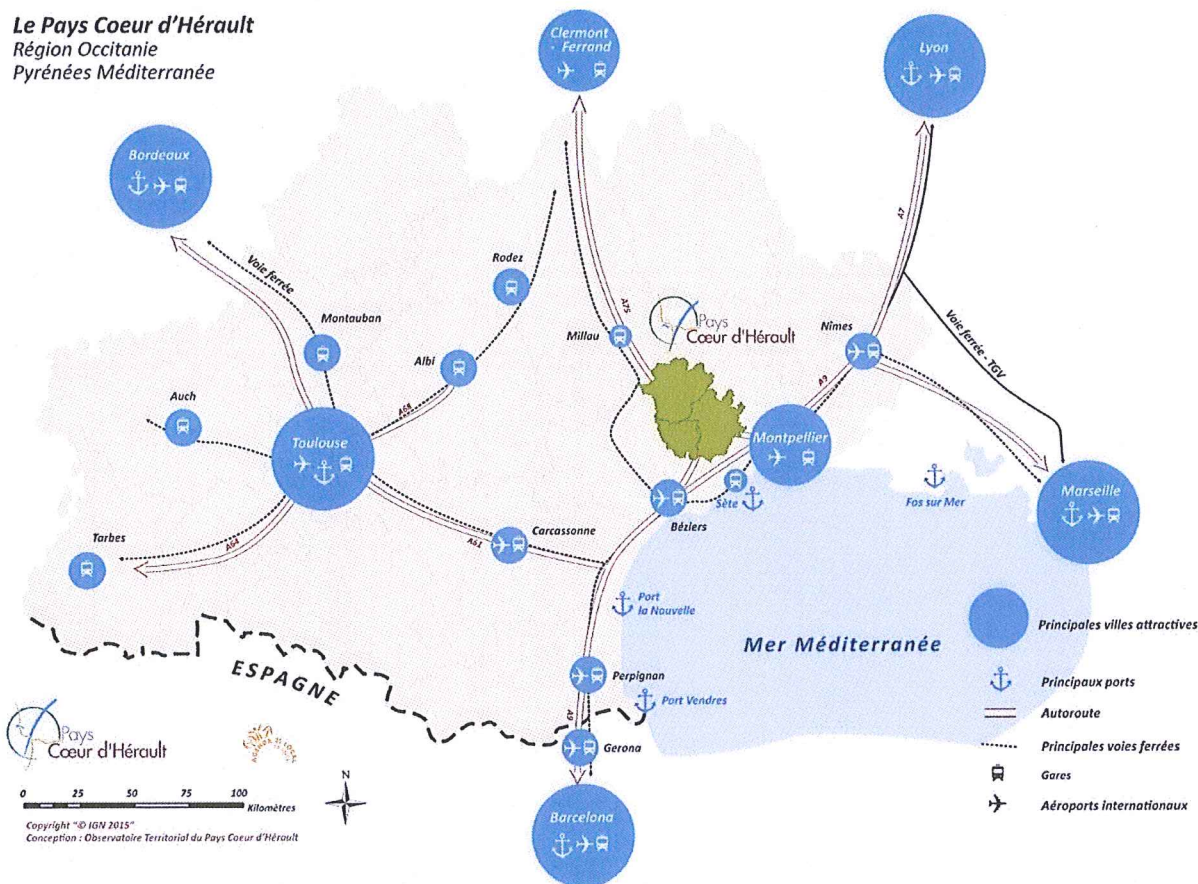 Le Pays Coeur d'Hérault
Région Occitanie
Pyrénées Méditerranée
Clermont
- Ferrand
Lyon
Bordeaux
A7
Voie ferrée
Rodez
A75
Pays
Cœur d'Hérault
Montauban
Millau
Nîmes
Voie ferrée - TGV
Albi
A9
Auch
A68
Toulouse
Montpellier
Marseille
Sète
Fos sur Mer
Béziers
Carcassonne
Tarbes
A64
A61
Port
la Nouvelle
Principales villes attractives
Mer Méditerranée
ESPAGNE
Perpignan
Principaux ports
Port Vendres
A9
Autoroute
Pays
Cœur d'Hérault
Gerona
Principales voies ferrées
Gares
N
0 25 50 75 100
Kilomètres
Aéroports internationaux
Barcelona
Copyright "© IGN 2015"
Conception : Observatoire Territorial du Pays Coeur d'Hérault